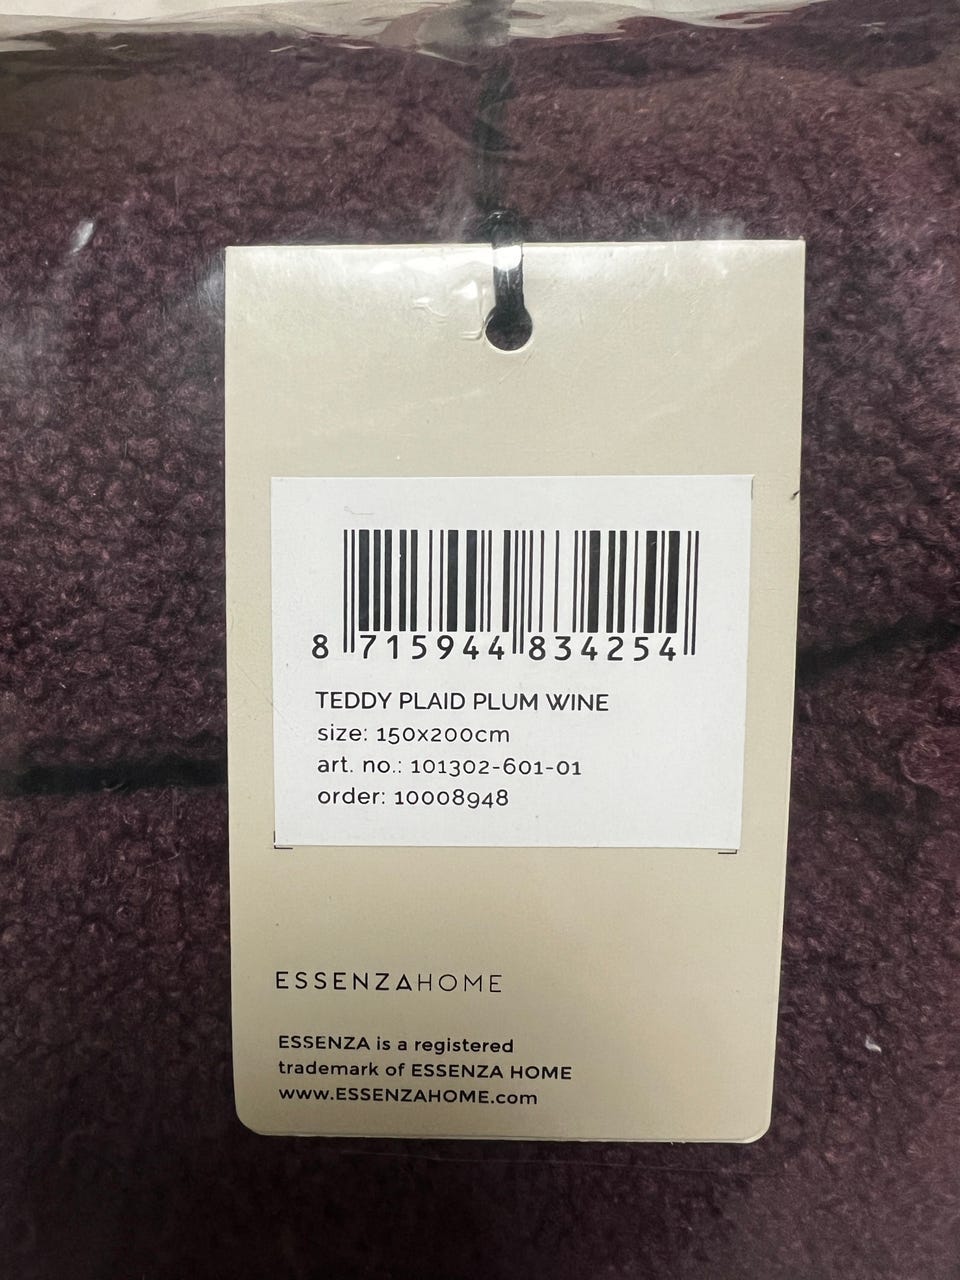 8 715944 834254
TEDDY PLAID PLUM WINE
size: 150x200cm
art. no.: 101302-601-01
order: 10008948
ESSENZAHOME
ESSENZA is a registered
trademark of ESSENZA HOME
www.ESSENZAHOME.com